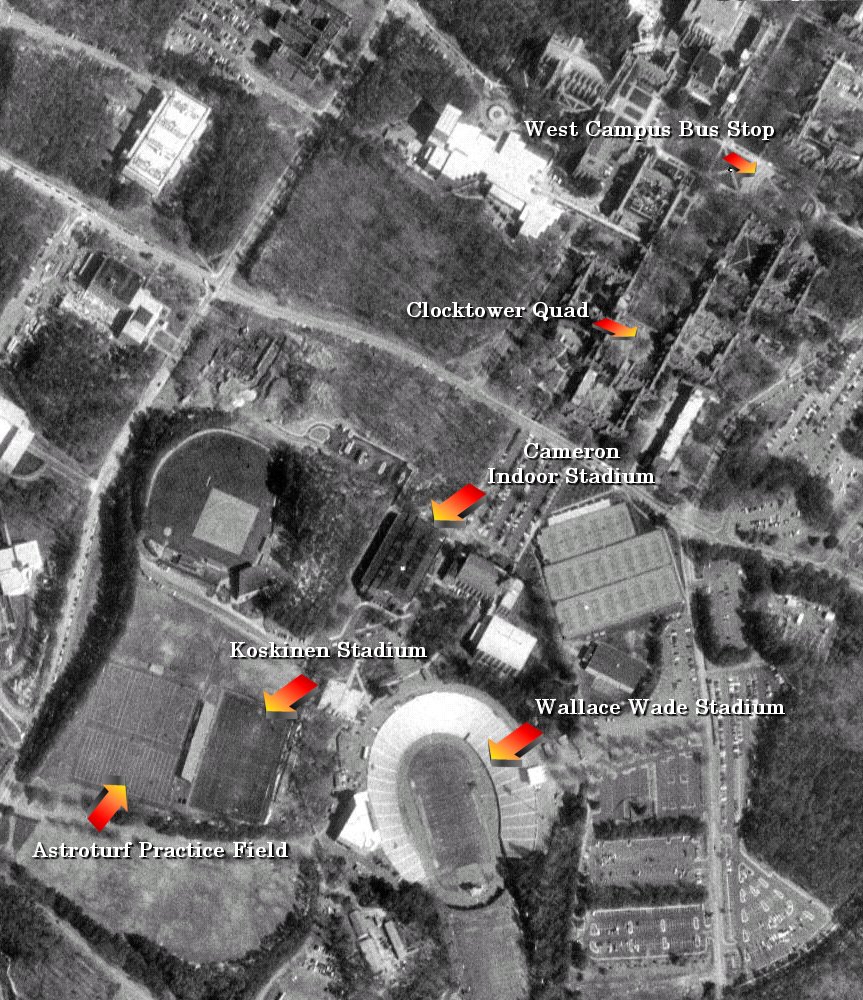 West Campus Bus Stop
Clocktower Quad
Cameron
Indoor Stadium
Koskinen Stadium
Wallace Wade Stadium
Astroturf Practice Field